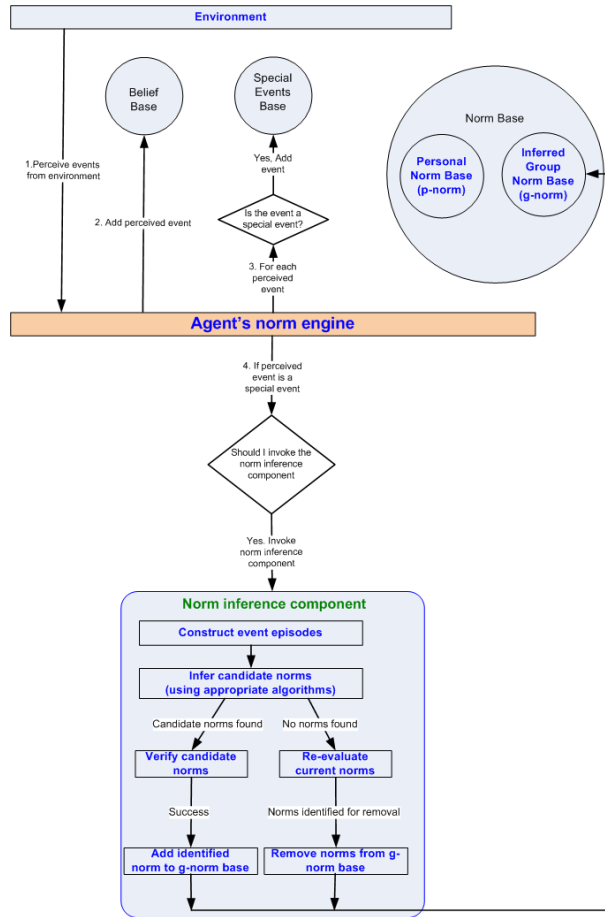 Environment
Belief
Base
Special
Events
Base
Norm Base
Personal
Norm Base
(p-norm)
Inferred
Group
Norm Base
(g-norm)
1.Perceive events
from environment
Yes, Add
event
Is the event a
special event?
2. Add perceived event
3. For each
perceived
event
Agent's norm engine
4. If perceived
event is a
special event
Should I invoke the
norm inference
component
Yes. Invoke
norm inference
component
Norm inference component
Construct event episodes
Infer candidate norms
(using appropriate algorithms)
Candidate norms found
No norms found
Verify candidate
norms
Re-evaluate
current norms
Success
Norms identified for removal
Add identified
norm to g-norm base
Remove norms from g-
norm base